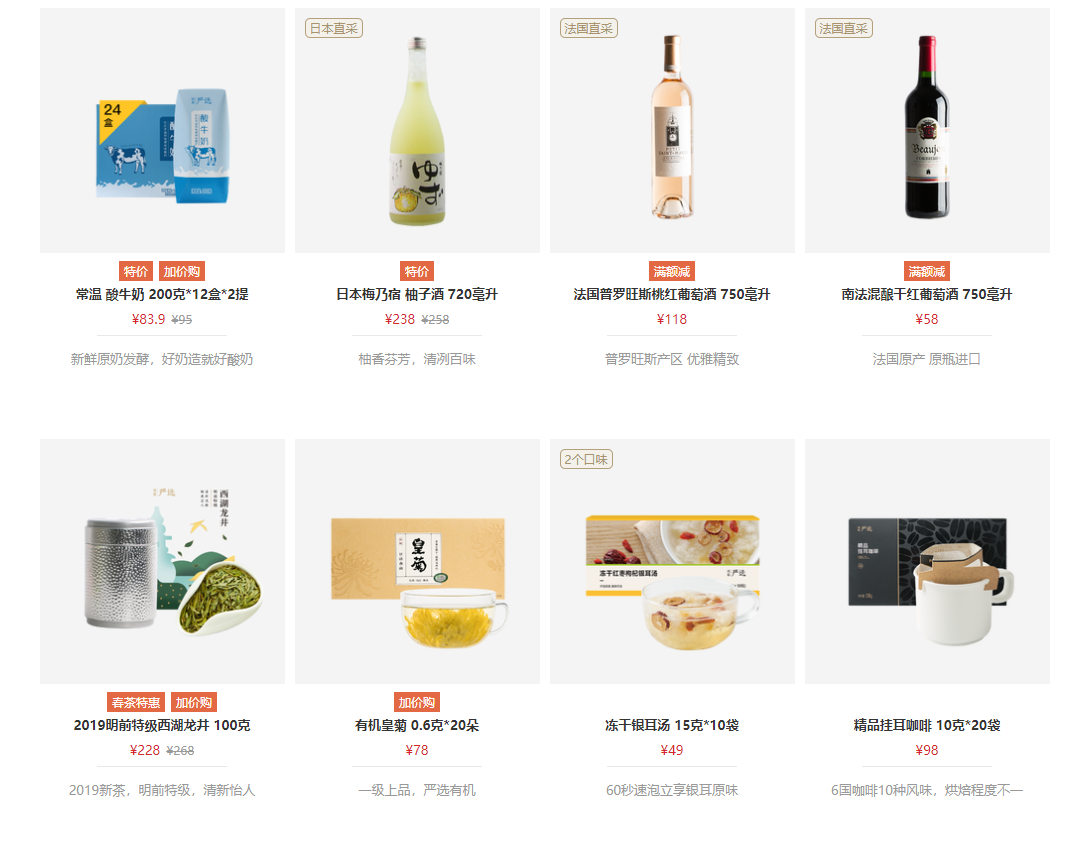 日本直采
法国直采
法国直采
24
盒
严选
酸
牛
奶
ゆず
Beaujo
特价 加价购
特价
满额减
满额减
常温 酸牛奶 200克*12盒*2提
日本梅乃宿 柚子酒 720毫升
法国普罗旺斯桃红葡萄酒 750毫升
南法混酿干红葡萄酒 750毫升
¥83.9 ¥95
¥238 ¥258
¥118
¥58
新鲜原奶发酵，好奶造就好酸奶
柚香芬芳，清冽百味
普罗旺斯产区 优雅精致
法国原产 原瓶进口
2个口味
严选
西湖龙井
皇菊
冻干红枣枸杞银耳汤
严选
严选
春茶特惠 加价购
加价购
2019明前特级西湖龙井 100克
有机皇菊 0.6克*20朵
冻干银耳汤 15克*10袋
精品挂耳咖啡 10克*20袋
¥228 ¥268
¥78
¥49
¥98
2019新茶，明前特级，清新怡人
一级上品，严选有机
60秒速泡立享银耳原味
6国咖啡10种风味，烘焙程度不一